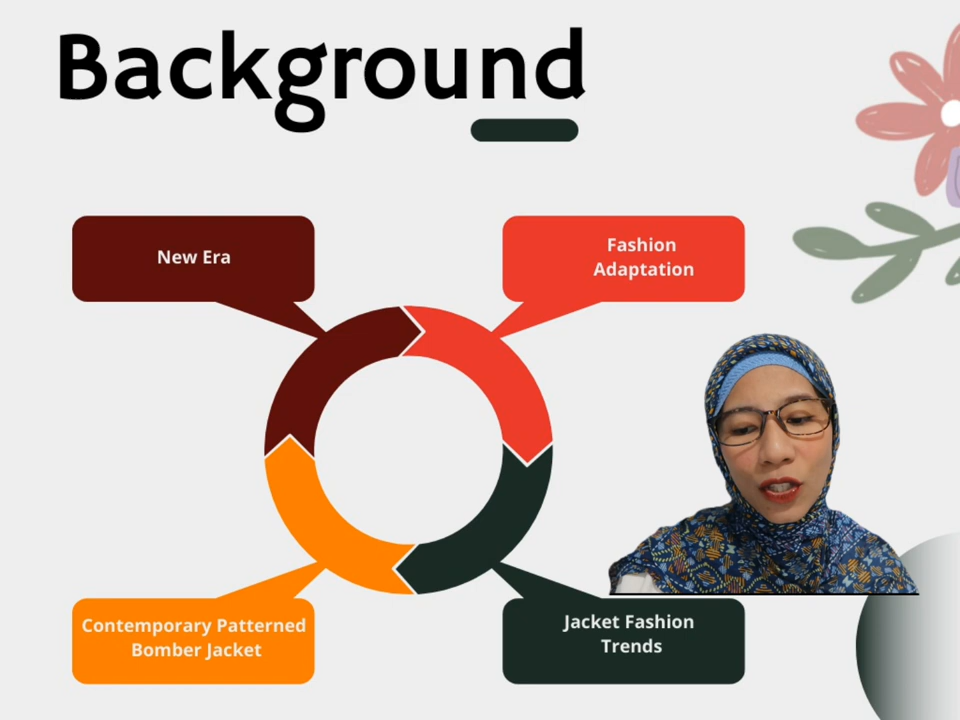 Background
New Era
Fashion
Adaptation
Contemporary Patterned
Bomber Jacket
Jacket Fashion
Trends